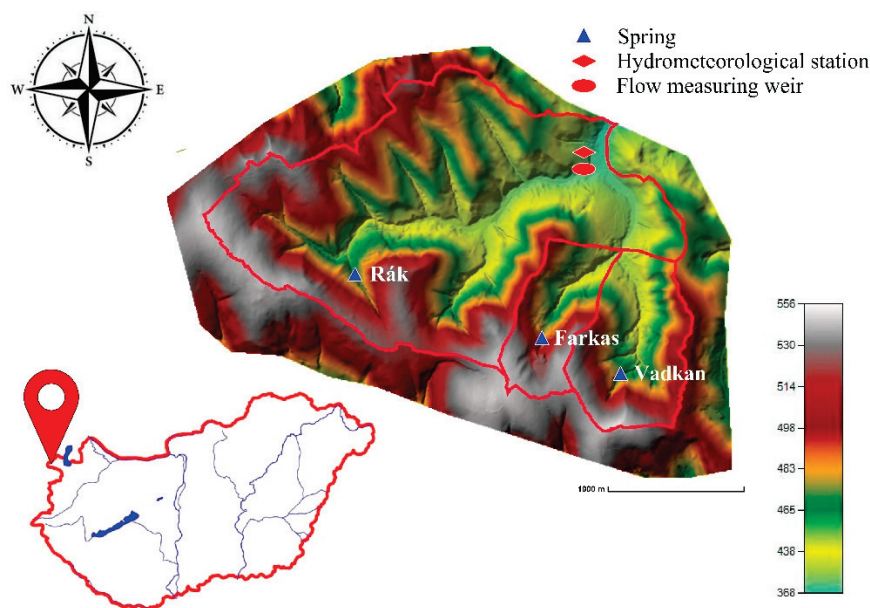 N
W
E
S
Spring
Hydrometeorological station
Flow measuring weir
Rák
Farkas
Vadkan
556
530
514
498
483
465
438
368
1000 m